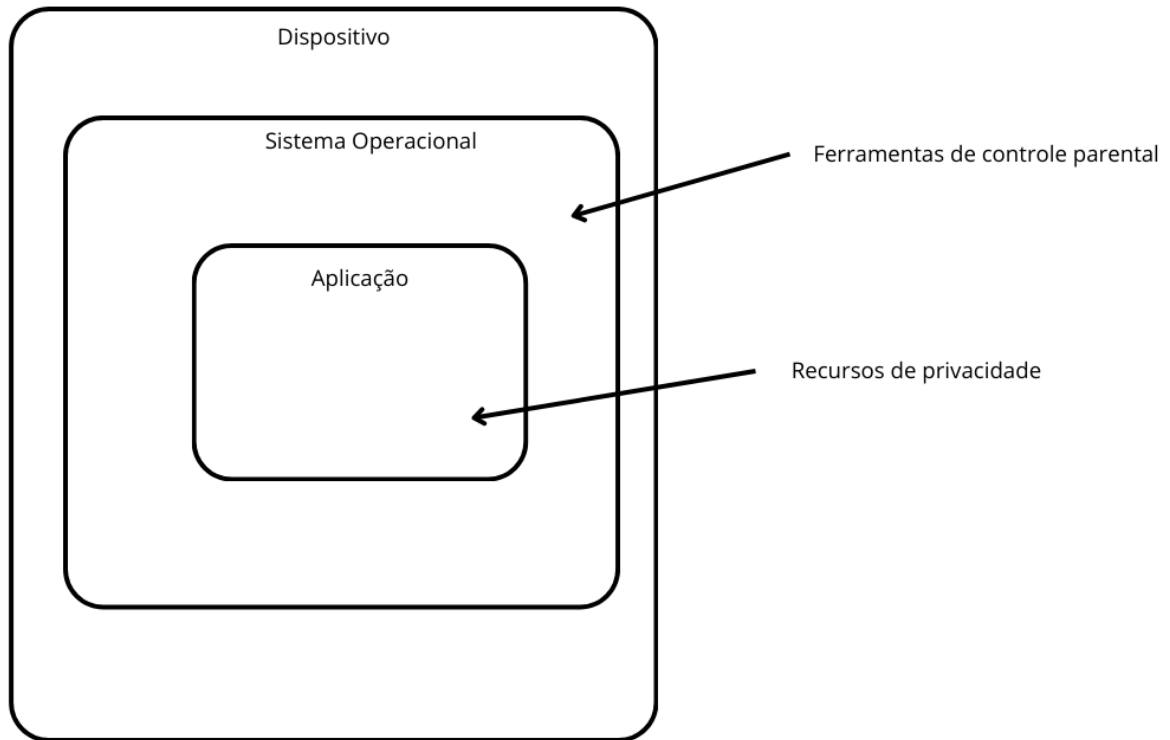 Dispositivo
Sistema Operacional
Ferramentas de controle parental
Aplicação
Recursos de privacidade